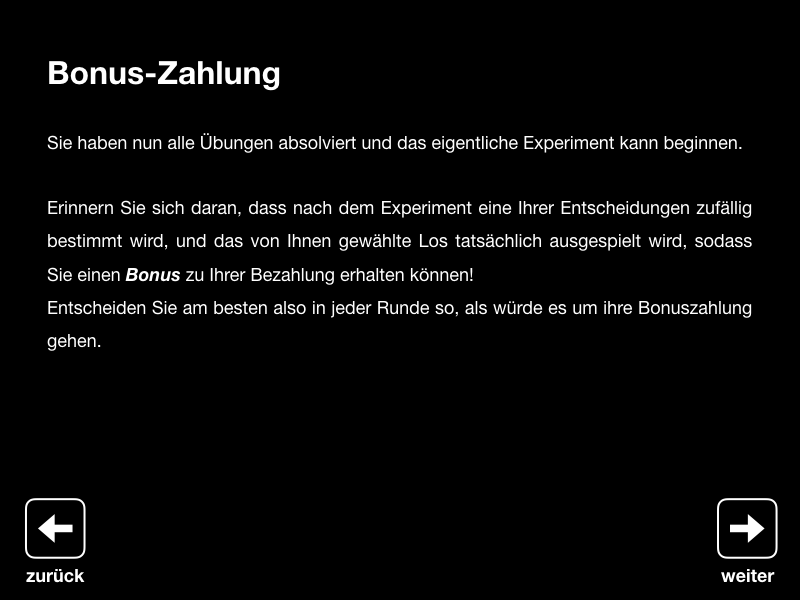 Bonus-Zahlung
Sie haben nun alle Übungen absolviert und das eigentliche Experiment kann beginnen.
Erinnern Sie sich daran, dass nach dem Experiment eine Ihrer Entscheidungen zufällig
bestimmt wird, und das von Ihnen gewählte Los tatsächlich ausgespielt wird, sodass
Sie einen Bonus zu Ihrer Bezahlung erhalten können!
Entscheiden Sie am besten also in jeder Runde so, als würde es um ihre Bonuszahlung
gehen.
zurück
weiter